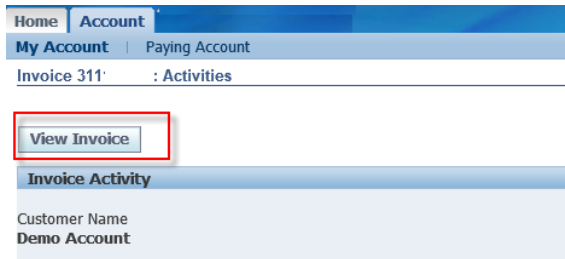 Home Account
My Account | Paying Account
Invoice 311 : Activities
View Invoice
Invoice Activity
Customer Name
Demo Account